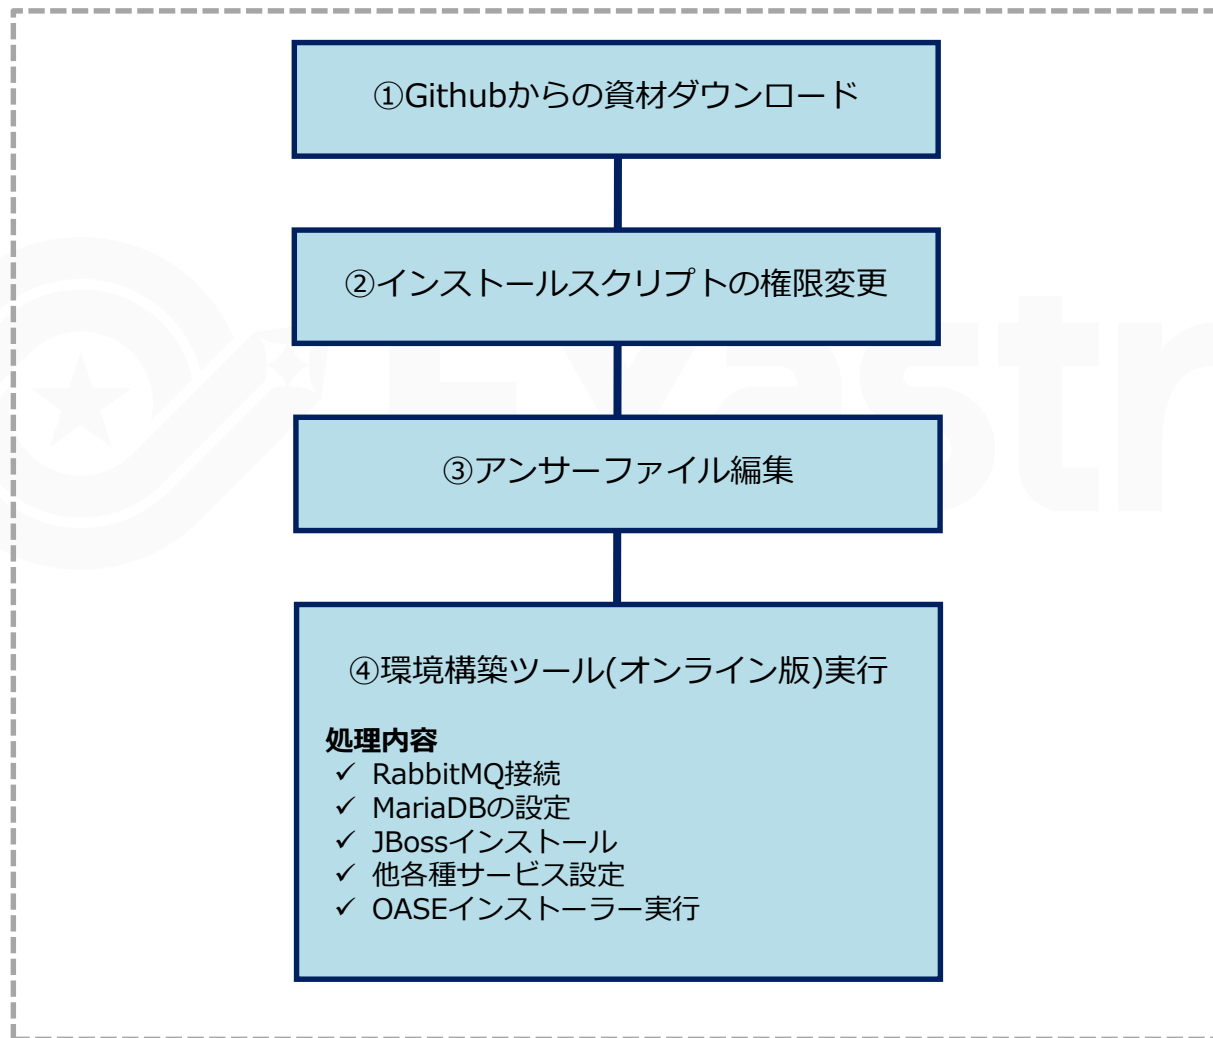 ①Githubからの資材ダウンロード
②インストールスクリプトの権限変更
③アンサーファイル編集
④環境構築ツール(オンライン版)実行
処理内容
✓ RabbitMQ接続
✓ MariaDBの設定
✓ JBossインストール
✓ 他各種サービス設定
✓ OASEインストーラー実行